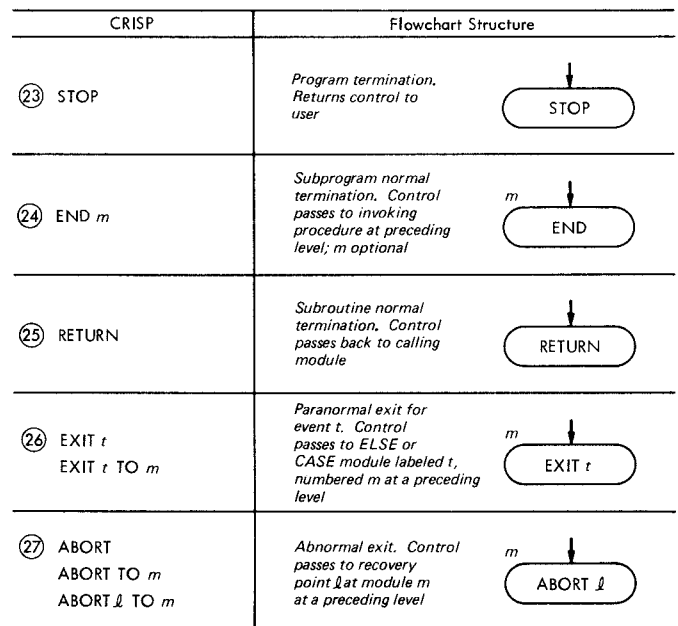 CRISP
Flowchart Structure
23 STOP
Program termination.
Returns control to
user
STOP
24 END m
Subprogram normal
termination. Control
passes to invoking
procedure at preceding
level; m optional
m
END
25 RETURN
Subroutine normal
termination. Control
passes back to calling
module
RETURN
26 EXIT t
EXIT t TO m
Paranormal exit for
event t. Control
passes to ELSE or
CASE module labeled t,
numbered m at a preceding
level
m
EXIT t
27 ABORT
ABORT TO m
ABORT ℓ TO m
Abnormal exit. Control
passes to recovery
point ℓ at module m
at a preceding level
m
ABORT ℓ